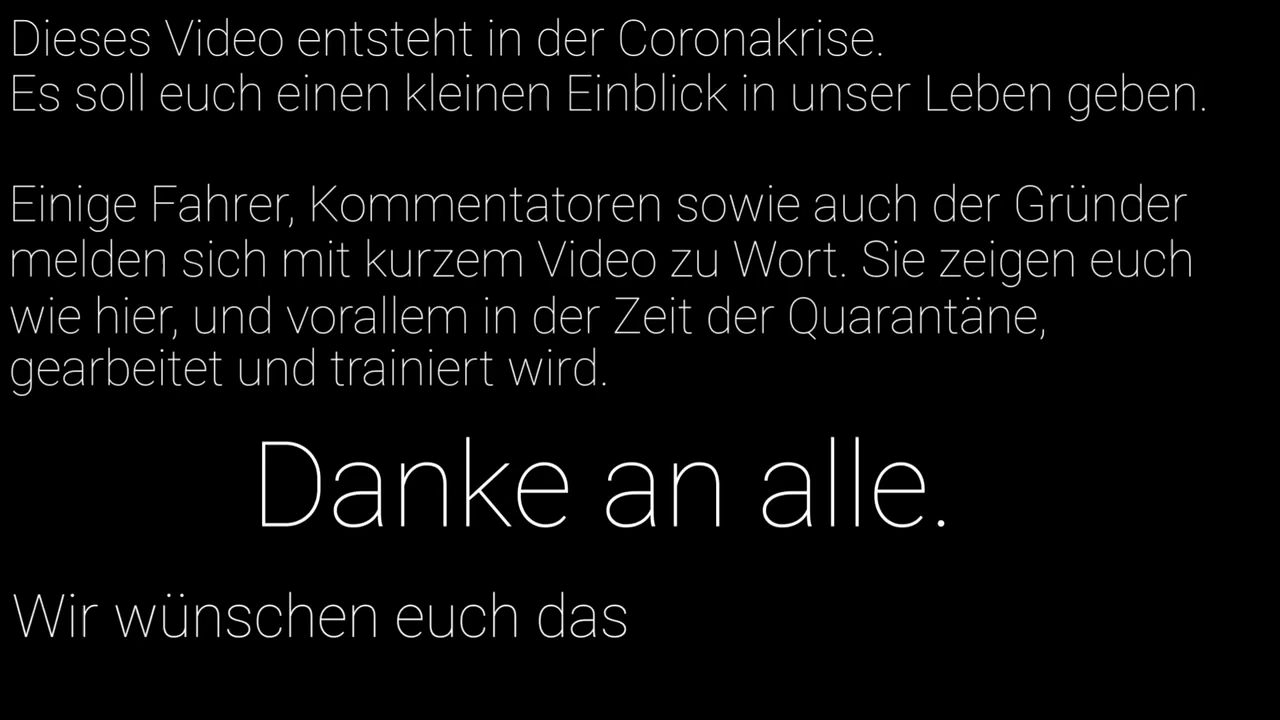 Dieses Video entsteht in der Coronakrise.
Es soll euch einen kleinen Einblick in unser Leben geben.
Einige Fahrer, Kommentatoren sowie auch der Gründer
melden sich mit kurzem Video zu Wort. Sie zeigen euch
wie hier, und vorallem in der Zeit der Quarantäne,
gearbeitet und trainiert wird.
Danke an alle.
Wir wünschen euch das